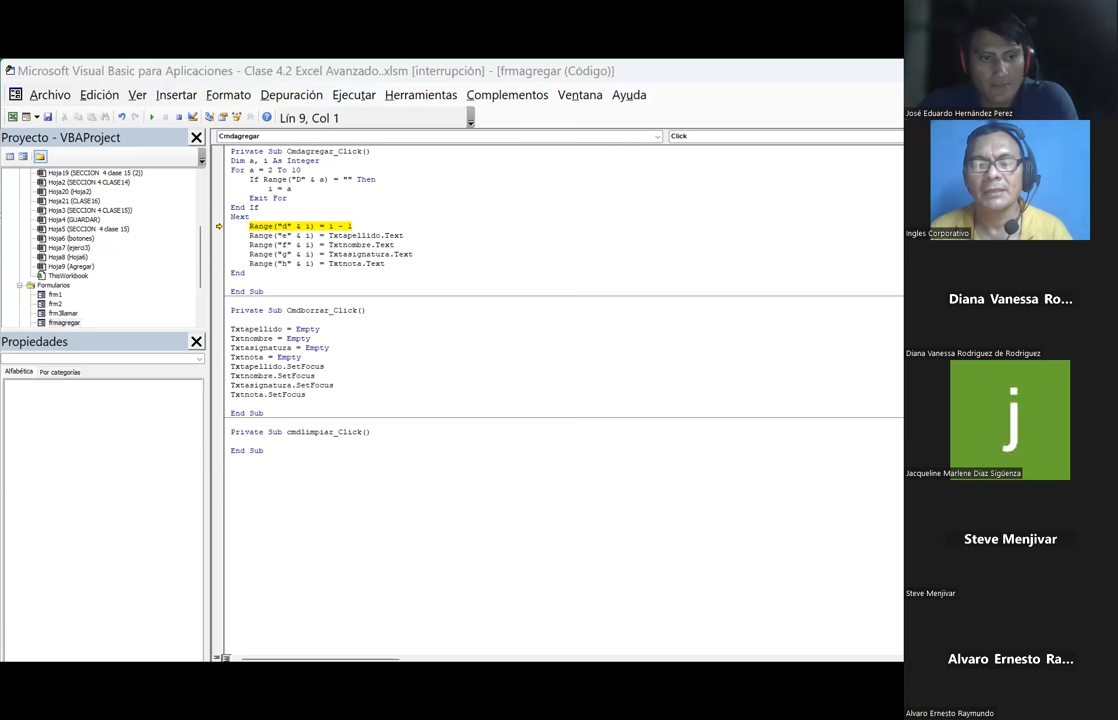 Microsoft Visual Basic para Aplicaciones - Clase 4.2 Excel Avanzado..xlsm [interrupción] - [frmagregar (Código)]
Archivo Edición Ver Insertar Formato Depuración Ejecutar Herramientas Complementos Ventana Ayuda
Lín 9, Col 1
Proyecto - VBAProject
Hoja19 (SECCION 4 clase 15 (2))
Hoja2 (SECCION 4 CLASE14)
Hoja20 (Hoja2)
Hoja21 (CLASE16)
Hoja3 (SECCION 4 CLASE15))
Hoja4 (GUARDAR)
Hoja5 (SECCION 4 clase 15)
Hoja6 (botones)
Hoja7 (ejerci3)
Hoja8 (Hoja6)
Hoja9 (Agregar)
ThisWorkbook
Formularios
frm1
frm2
frm3llamar
frmagregar
Propiedades
Alfabética Por categorías
Cmdagregar Click
Private Sub Cmdagregar_Click()
Dim a, i As Integer
For a = 2 To 10
If Range("D" & a) = "" Then
i = a
Exit For
End If
Next
Range("d" & i) = i - 1
Range("e" & i) = Txtapellido.Text
Range("f" & i) = Txtnombre.Text
Range("g" & i) = Txtasignatura.Text
Range("h" & i) = Txtnota.Text
End
End Sub
Private Sub Cmdborrar_Click()
Txtapellido = Empty
Txtnombre = Empty
Txtasignatura = Empty
Txtnota = Empty
Txtapellido.SetFocus
Txtnombre.SetFocus
Txtasignatura.SetFocus
Txtnota.SetFocus
End Sub
Private Sub cmdlimpiar_Click()
End Sub
José Eduardo Hernández Perez
Ingles Corporativo
Diana Vanessa Ro...
Diana Vanessa Rodriguez de Rodriguez
j
Jacqueline Marlene Diaz Sigüenza
Steve Menjivar
Steve Menjivar
Alvaro Ernesto Ra...
Alvaro Ernesto Raymundo